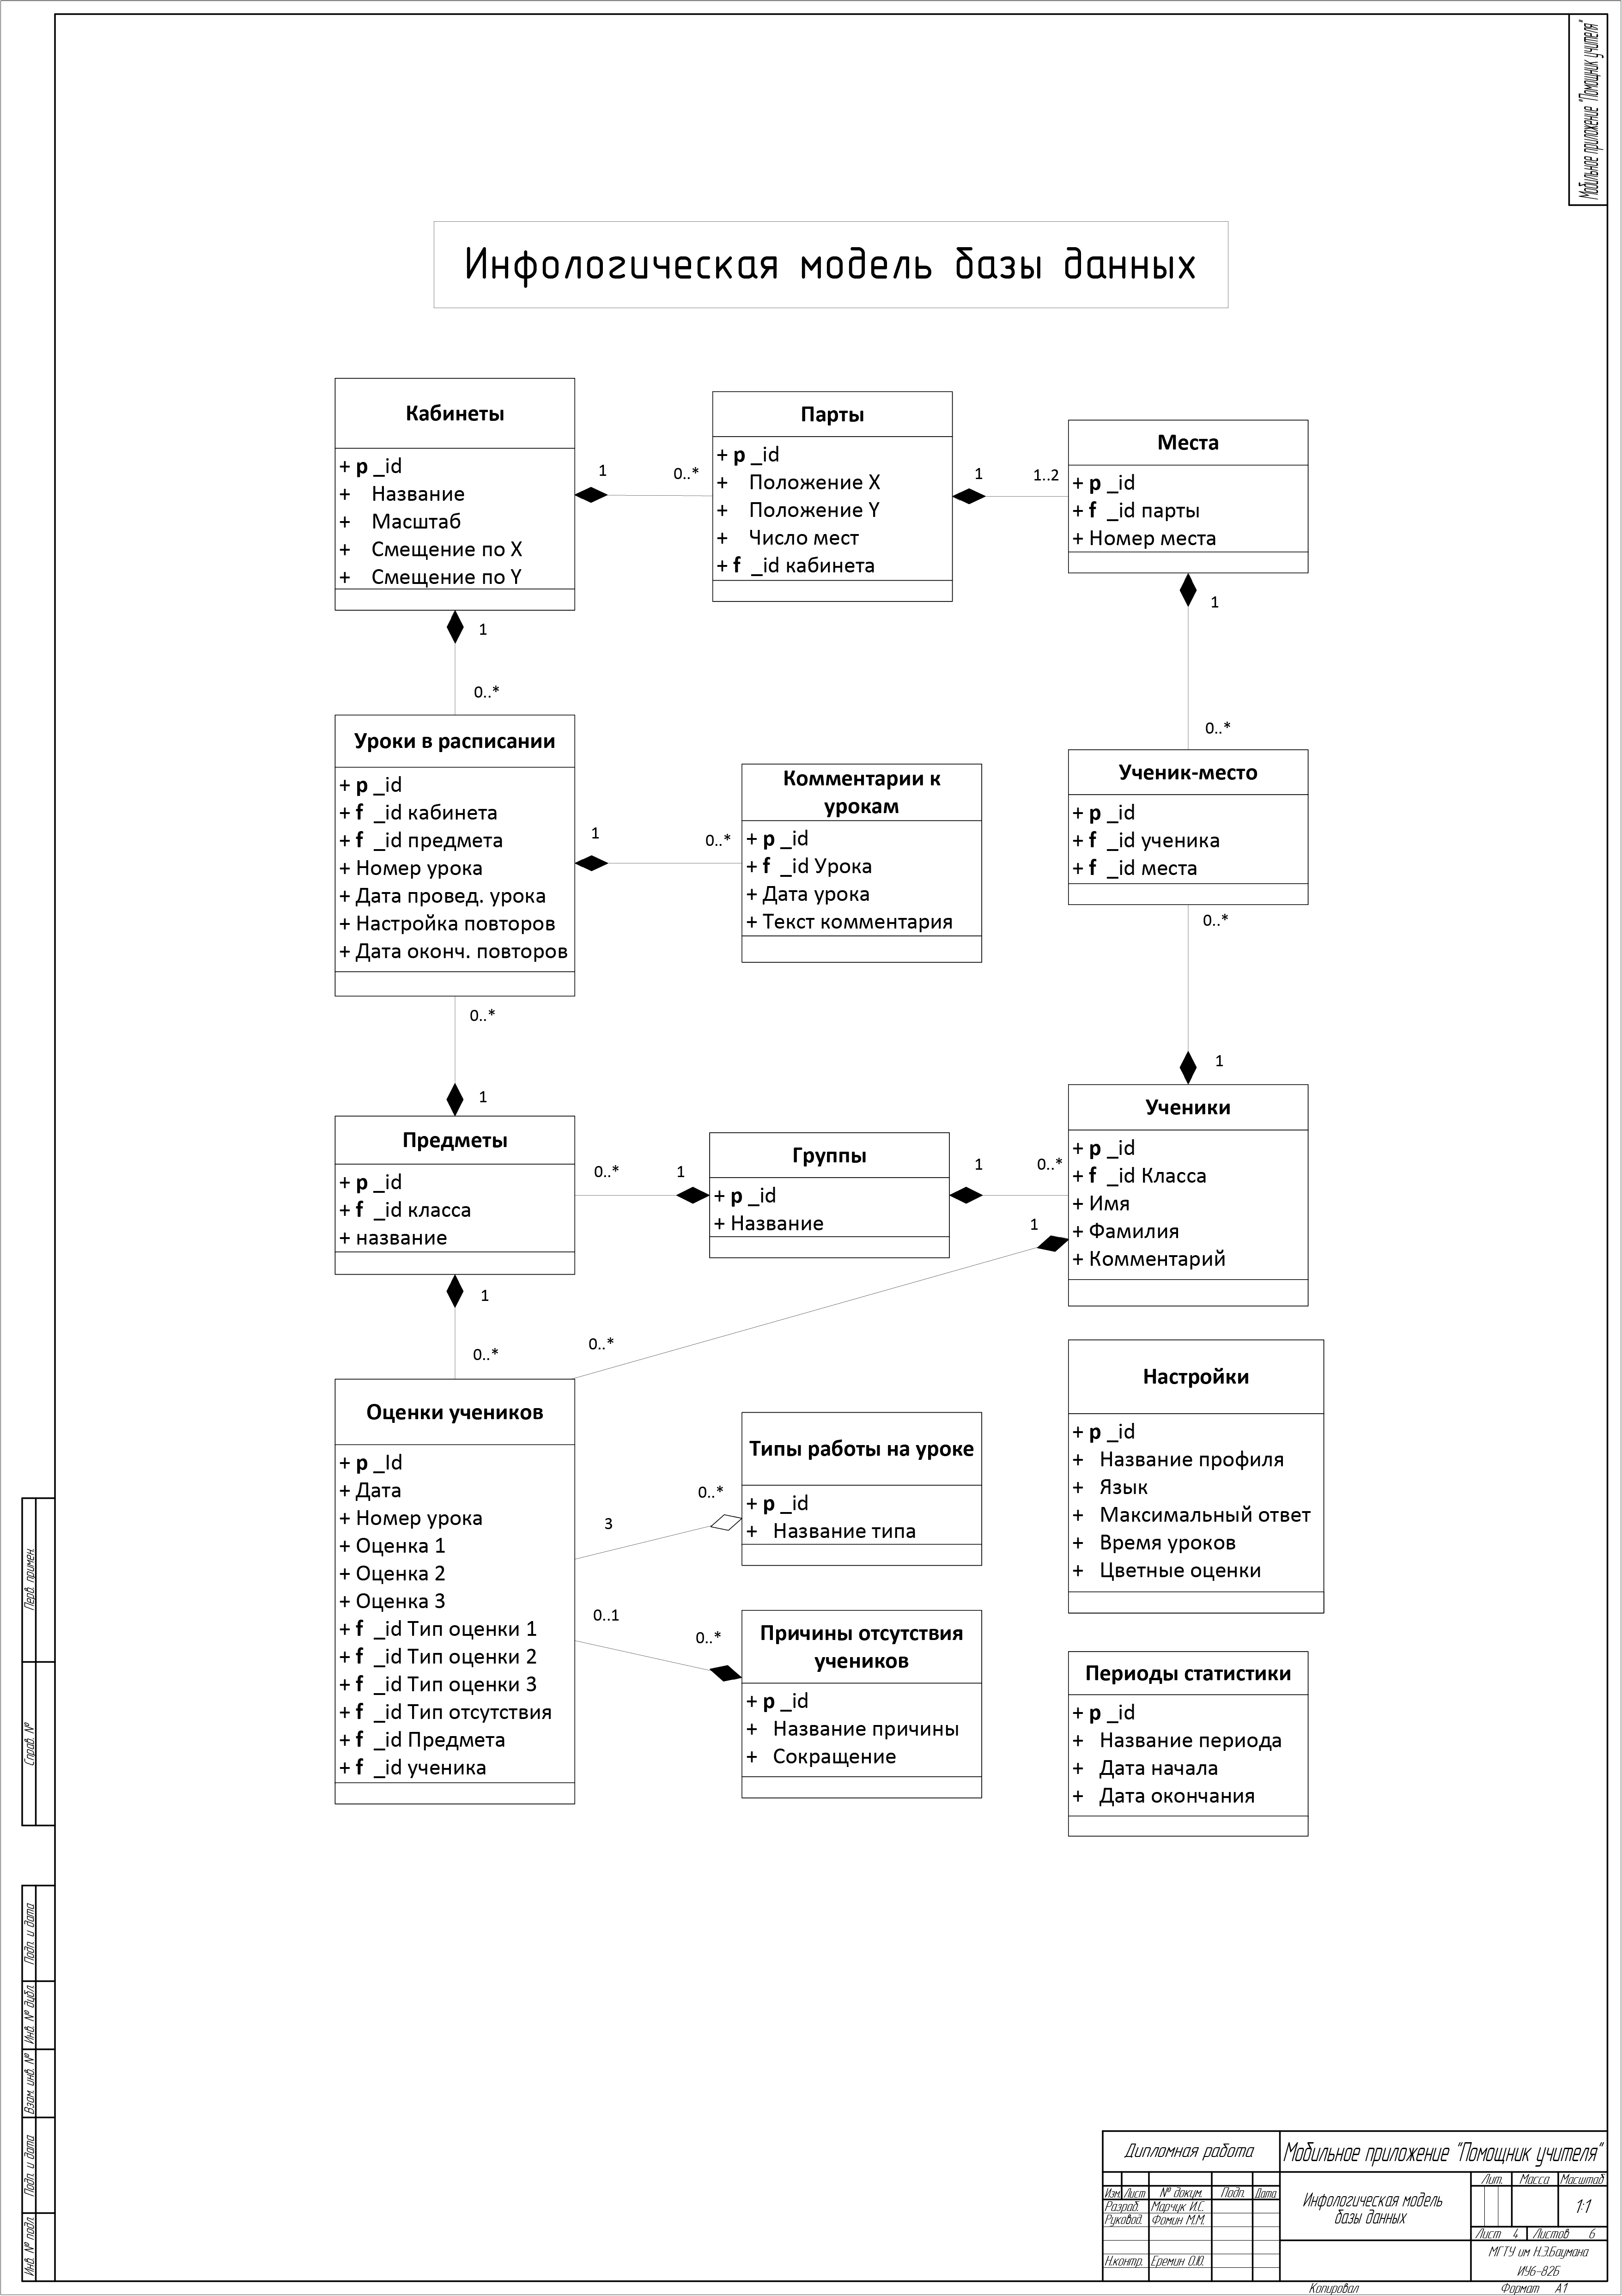 Мобильное приложение "Помощник учителя"
Инфологическая модель базы данных
Кабинеты
+ p _id
+ Название
+ Масштаб
+ Смещение по X
+ Смещение по Y
1
0..*
Парты
+ p _id
+ Положение X
+ Положение Y
+ Число мест
+ f _id кабинета
1
1..2
Места
+ p _id
+ f _id парты
+ Номер места
1
0..*
1
0..*
Уроки в расписании
+ p _id
+ f _id кабинета
+ f _id предмета
+ Номер урока
+ Дата провед. урока
+ Настройка повторов
+ Дата оконч. повторов
1
0..*
Комментарии к
урокам
+ p _id
+ f _id Урока
+ Дата урока
+ Текст комментария
Ученик-место
+ p _id
+ f _id ученика
+ f _id места
0..*
1
0..*
1
Предметы
+ p _id
+ f _id класса
+ название
0..*
1
Группы
+ p _id
+ Название
1
0..*
Ученики
+ p _id
+ f _id Класса
+ Имя
+ Фамилия
+ Комментарий
1
0..*
1
0..*
Оценки учеников
+ p _Id
+ Дата
+ Номер урока
+ Оценка 1
+ Оценка 2
+ Оценка 3
+ f _id Тип оценки 1
+ f _id Тип оценки 2
+ f _id Тип оценки 3
+ f _id Тип отсутствия
+ f _id Предмета
+ f _id ученика
3
0..*
Типы работы на уроке
+ p _id
+ Название типа
0..1
0..*
Причины отсутствия
учеников
+ p _id
+ Название причины
+ Сокращение
Настройки
+ p _id
+ Название профиля
+ Язык
+ Максимальный ответ
+ Время уроков
+ Цветные оценки
Периоды статистики
+ p _id
+ Название периода
+ Дата начала
+ Дата окончания
Перв. примен.
Справ. №
Подп. и дата
Инв. № дубл.
Взам. инв. №
Подп. и дата
Инв. № подл.
Дипломная работа
Мобильное приложение "Помощник учителя"
Изм. Лист № докум. Подп. Дата
Разраб. Марчук И.С.
Руковод. Фомин М.М.
Н.контр. Еремин О.Ю.
Инфологическая модель
базы данных
Лит. Масса Масштаб
1:1
Лист 4 Листов 6
МГТУ им Н.Э.Баумана
ИУ6-82Б
Копировал Формат А1